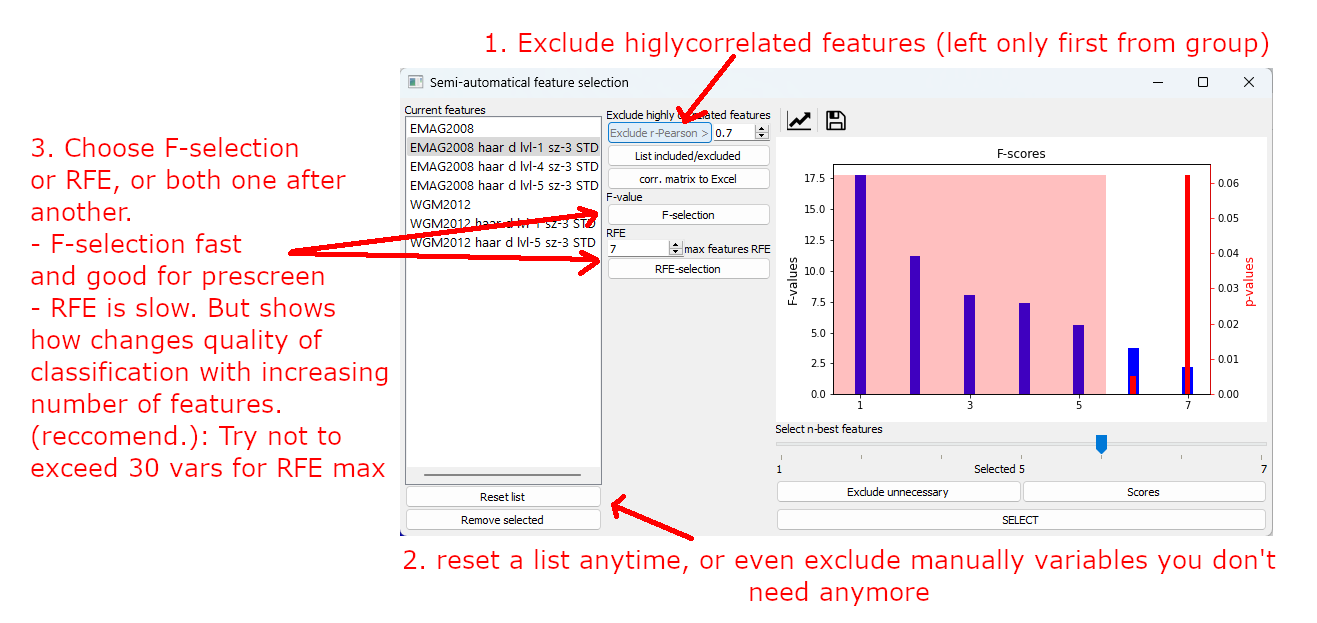 1. Exclude higlycorrelated features (left only first from group)
Semi-automatical feature selection
Current features
EMAG2008
EMAG2008 haar d lvl-1 sz-3 STD
EMAG2008 haar d lvl-4 sz-3 STD
EMAG2008 haar d lvl-5 sz-3 STD
WGM2012
WGM2012 haar d lvl-1 sz-3 STD
WGM2012 haar d lvl-5 sz-3 STD
Reset list
Remove selected
Exclude highly correlated features
Exclude r-Pearson >
0.7
List included/excluded
corr. matrix to Excel
F-value
F-selection
RFE
7
max features RFE
RFE-selection
F-scores
F-values
17.5
15.0
12.5
10.0
7.5
5.0
2.5
0.0
1
3
5
7
0.06
0.05
0.04
0.03
0.02
0.01
0.00
p-values
Select n-best features
1
Selected 5
7
Exclude unnecessary
Scores
SELECT
3. Choose F-selection
or RFE, or both one after
another.
- F-selection fast
and good for prescreen
- RFE is slow. But shows
how changes quality of
classification with increasing
number of features.
(reccomend.): Try not to
exceed 30 vars for RFE max
2. reset a list anytime, or even exclude manually variables you don't
need anymore